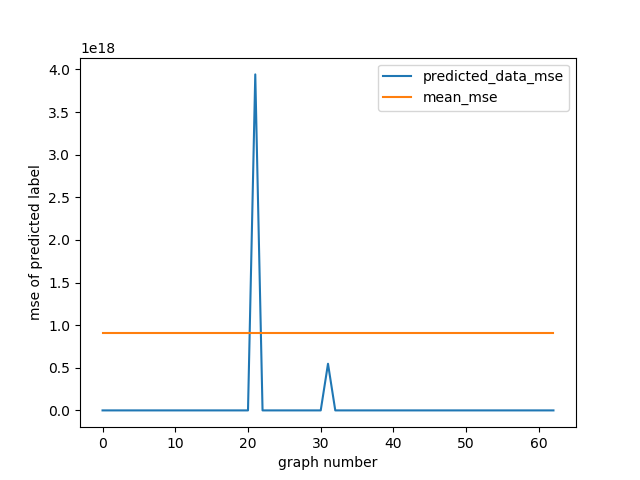 1e18
4.0
3.5
3.0
2.5
2.0
1.5
1.0
0.5
0.0
mse of predicted label
predicted_data_mse
mean_mse
0 10 20 30 40 50 60
graph number